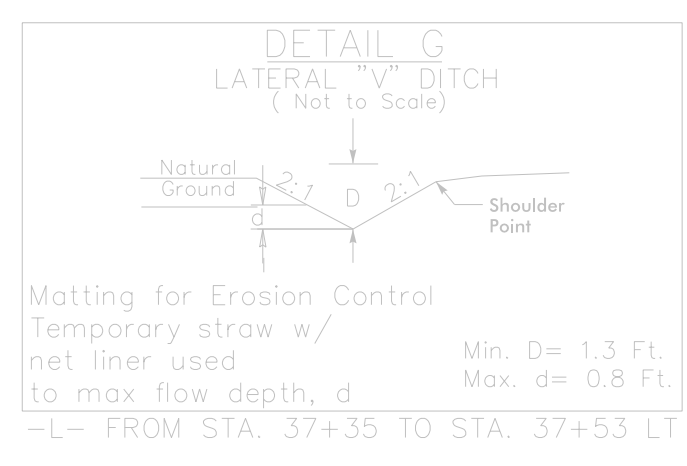 DETAIL G
LATERAL "V" DITCH
( Not to Scale)
Natural
Ground
2:1
D
2:1
d
Shoulder
Point
Matting for Erosion Control
Temporary straw w/
net liner used
to max flow depth, d
Min. D= 1.3 Ft.
Max. d= 0.8 Ft.
-L- FROM STA. 37+35 TO STA. 37+53 LT